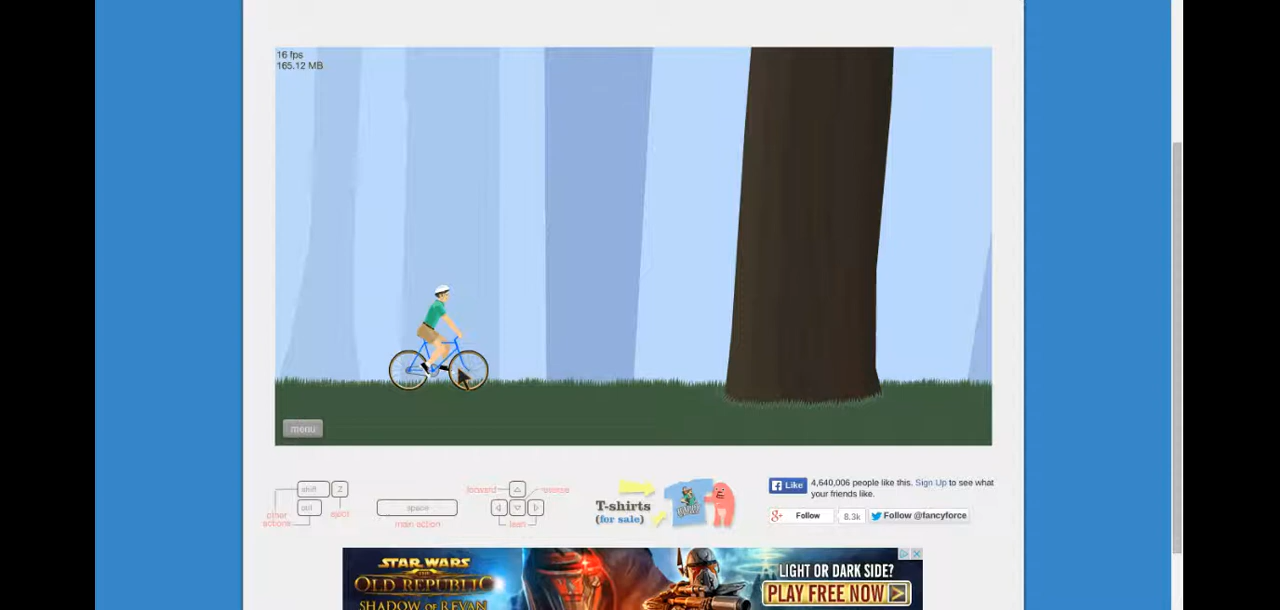 16 fps
165.12 MB
menu
shift Z
ctrl
eject
other
actions
space
main action
forward
reverse
lean
T-shirts
(for sale)
Like 4,640,006 people like this. Sign Up to see what
your friends like.
Follow 8.3k Follow @fancyforce
STAR WARS
THE
OLD REPUBLIC
SHADOW OF REVAN
LIGHT OR DARK SIDE?
PLAY FREE NOW